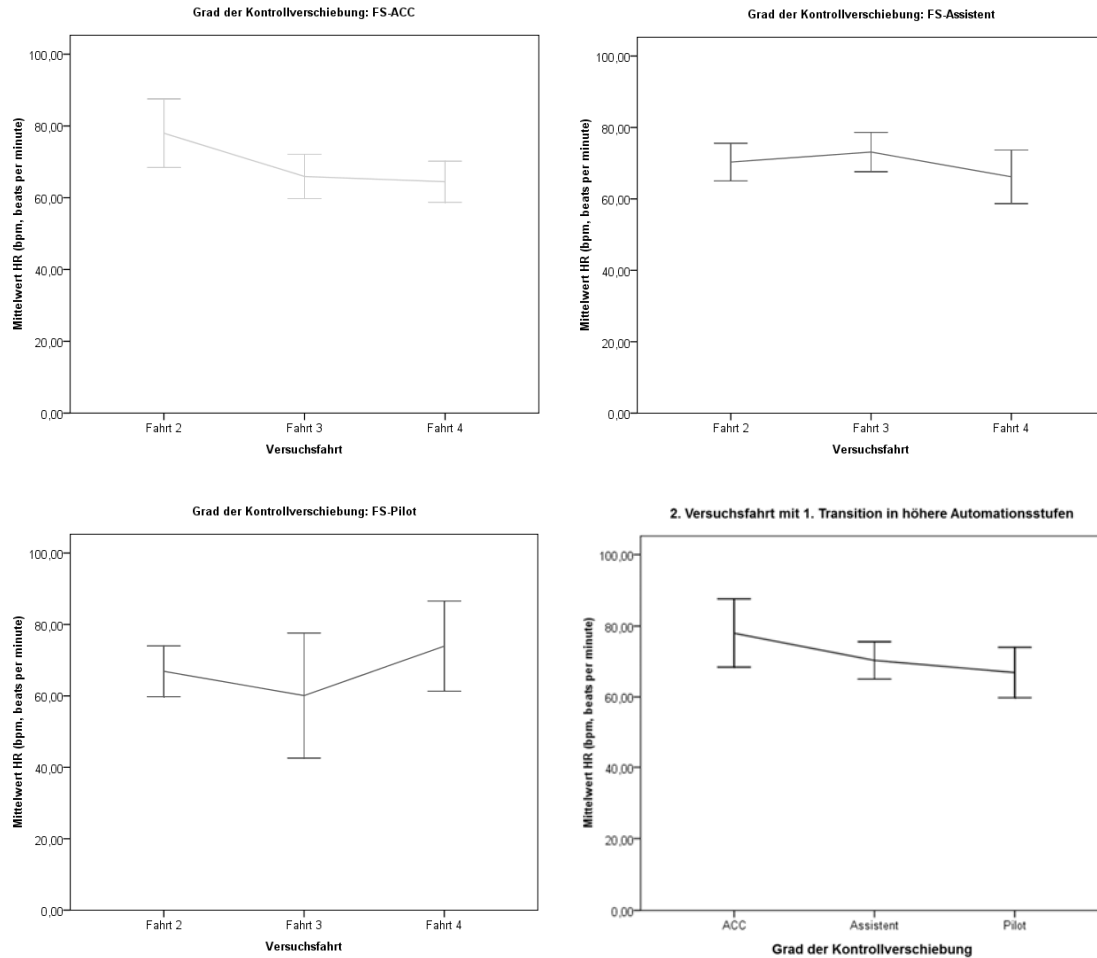 Grad der Kontrollverschiebung: FS-ACC
Mittelwert HR (bpm, beats per minute)
100,00
80,00
60,00
40,00
20,00
0,00
Fahrt 2 Fahrt 3 Fahrt 4
Versuchsfahrt
Grad der Kontrollverschiebung: FS-Assistent
Mittelwert HR (bpm, beats per minute)
100,00
80,00
60,00
40,00
20,00
0,00
Fahrt 2 Fahrt 3 Fahrt 4
Versuchsfahrt
Grad der Kontrollverschiebung: FS-Pilot
Mittelwert HR (bpm, beats per minute)
100,00
80,00
60,00
40,00
20,00
0,00
Fahrt 2 Fahrt 3 Fahrt 4
Versuchsfahrt
2. Versuchsfahrt mit 1. Transition in höhere Automationsstufen
Mittelwert HR (bpm, beats per minute)
100,00
80,00
60,00
40,00
20,00
0,00
ACC Assistent Pilot
Grad der Kontrollverschiebung